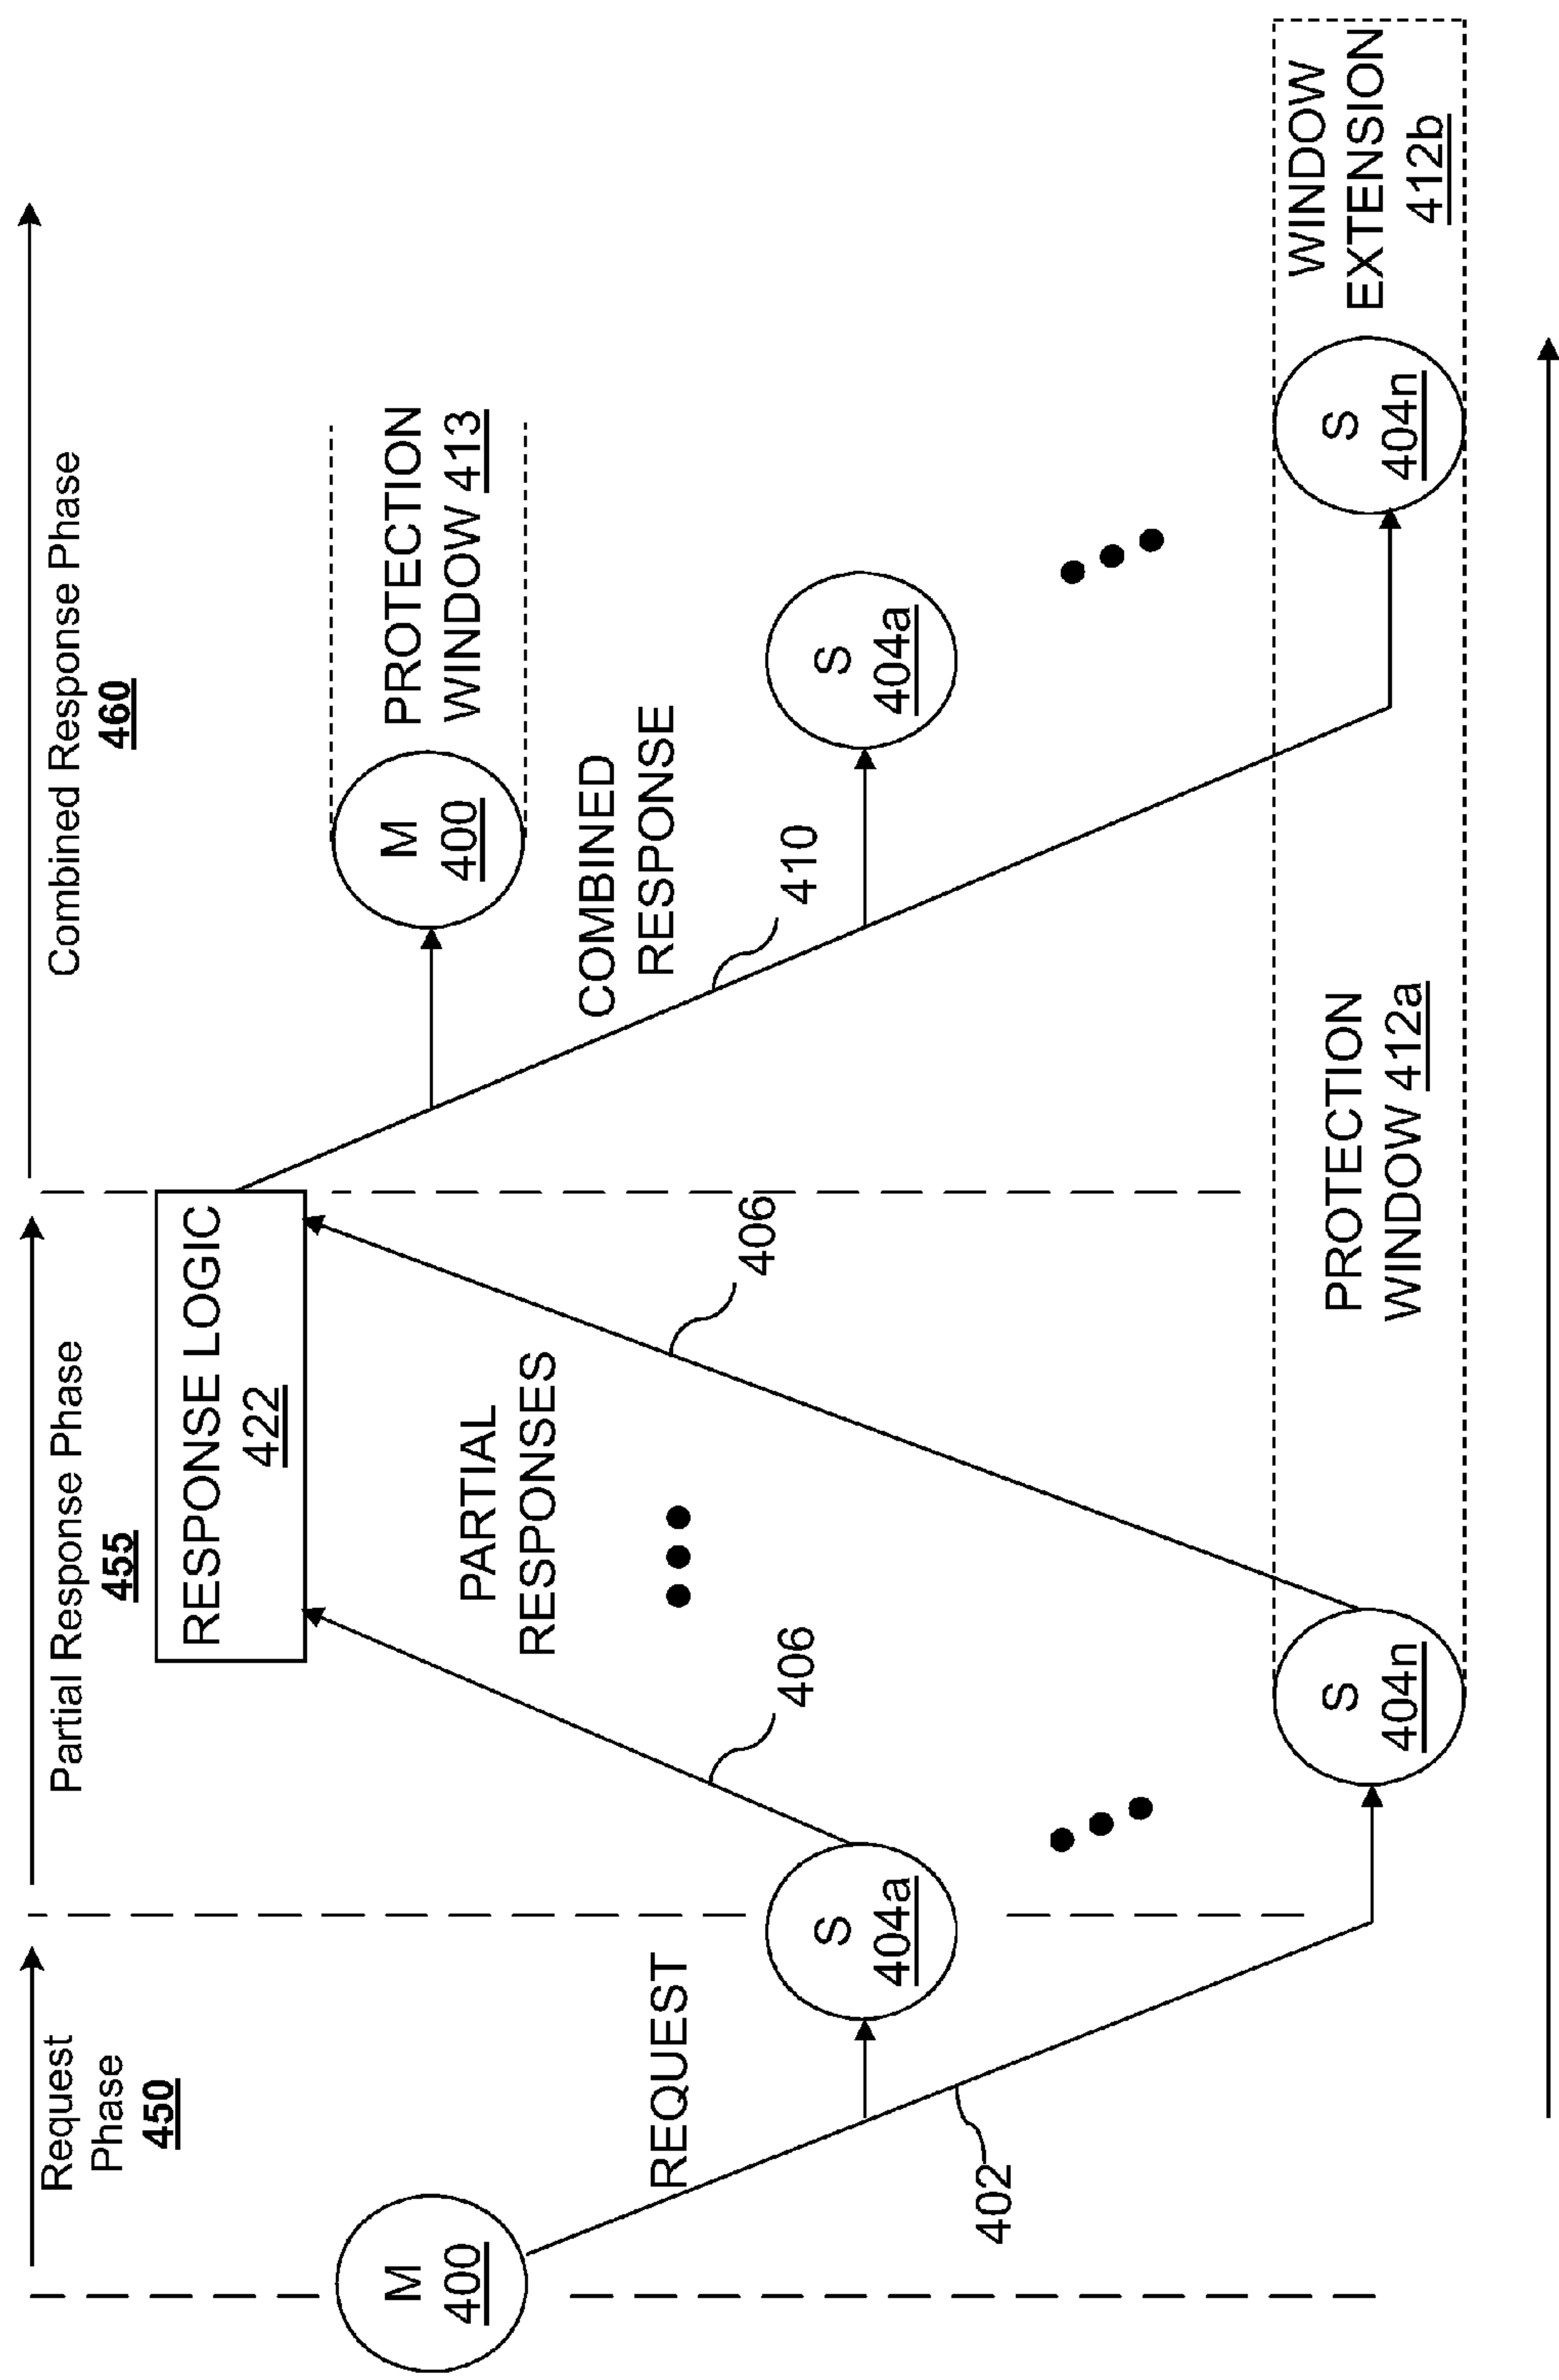 Request
Phase
450
Partial Response Phase
455
Combined Response Phase
460
M
400
REQUEST
402
S
404a
S
404n
406
PARTIAL
RESPONSES
406
RESPONSE LOGIC
422
COMBINED
RESPONSE
410
M
400
PROTECTION
WINDOW 413
S
404a
S
404n
PROTECTION
WINDOW 412a
WINDOW
EXTENSION
412b